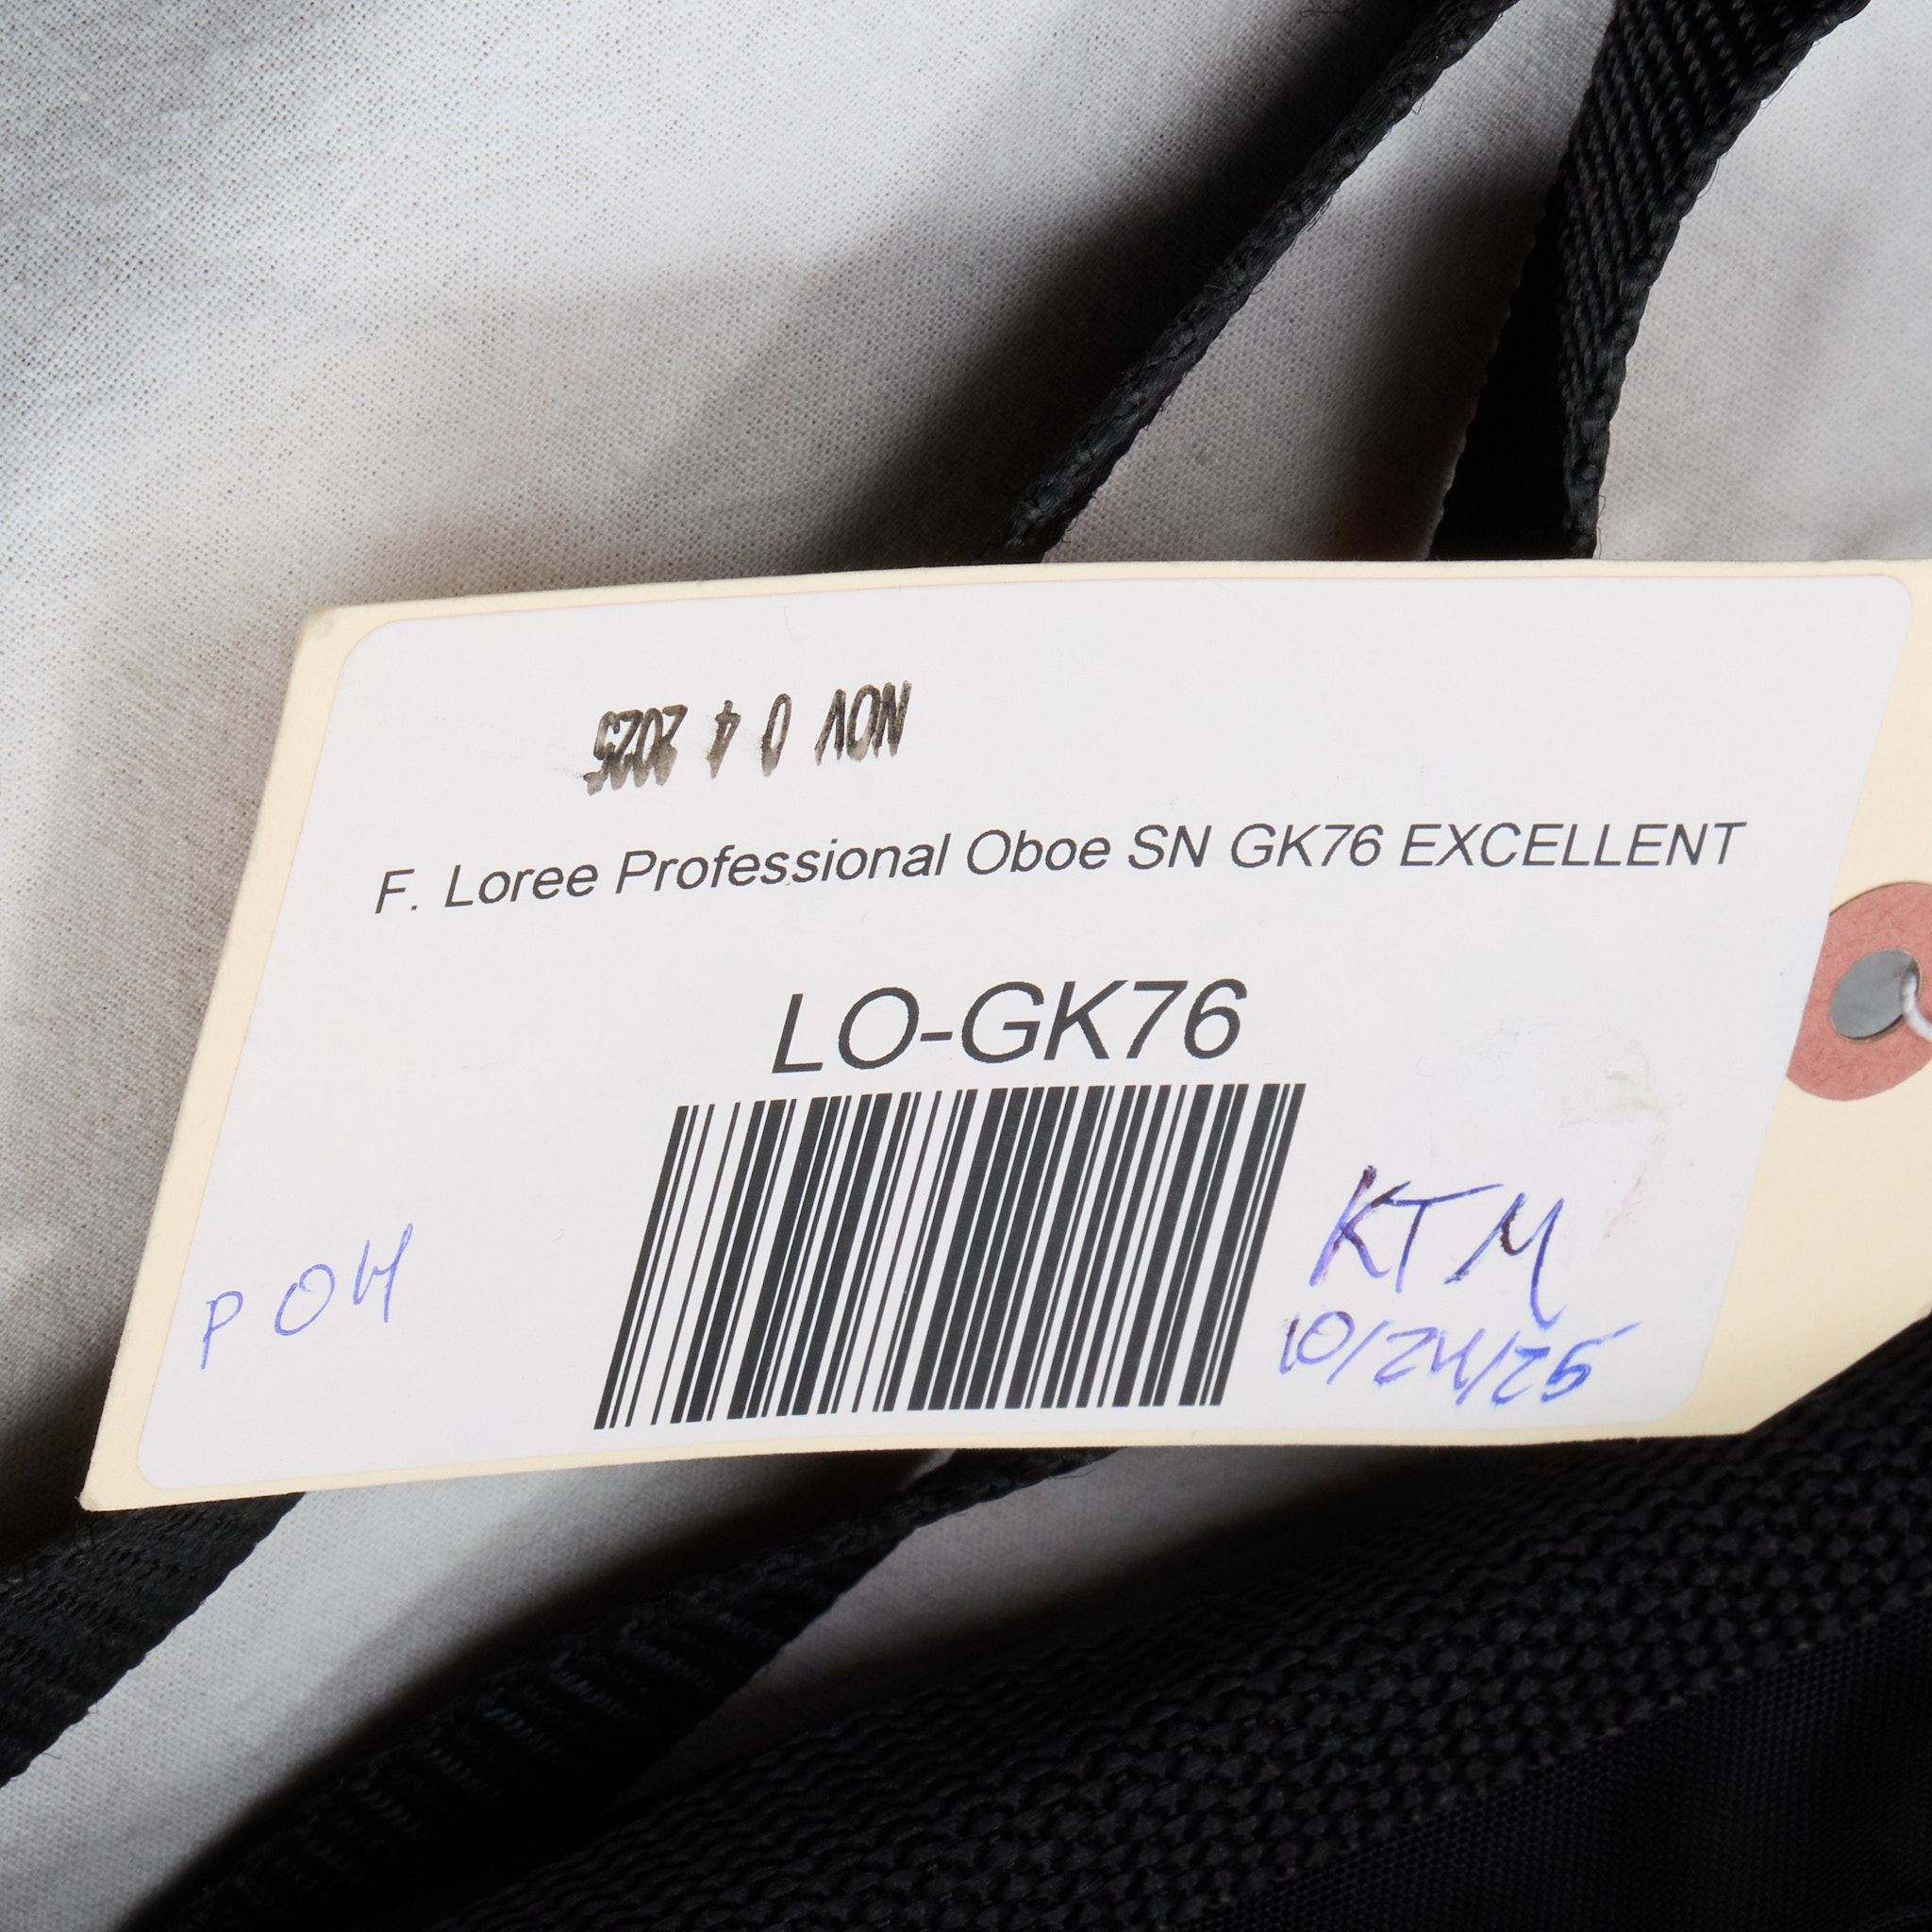 NOV 0 4 2025
F. Loree Professional Oboe SN GK76 EXCELLENT
LO-GK76
POH
KTM
10/24/25